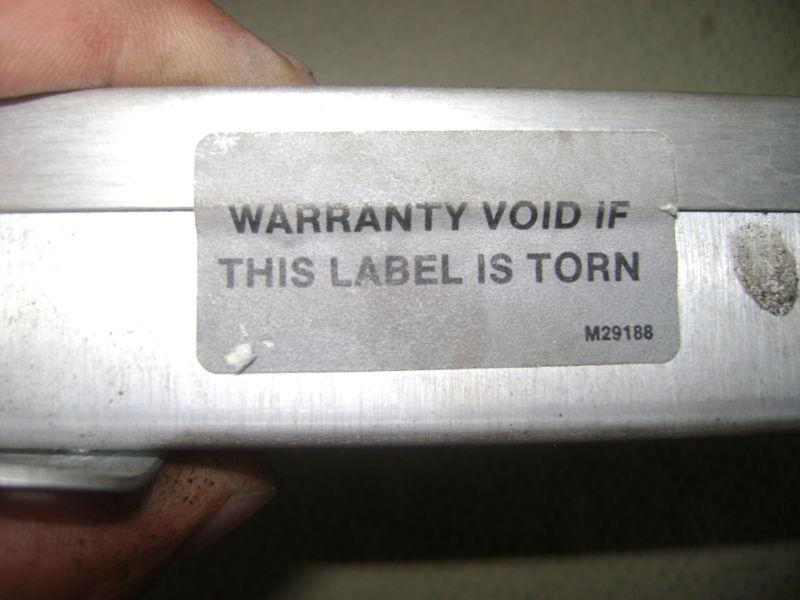 WARRANTY VOID IF
THIS LABEL IS TORN
M29188